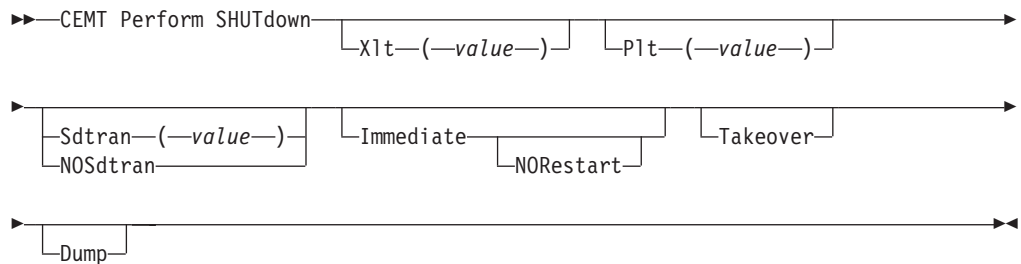 CEMT Perform SHUTdown
Xlt ( value ) Plt ( value )
Sdtran ( value ) Immediate Takeover
NOSdtran NORestart
Dump